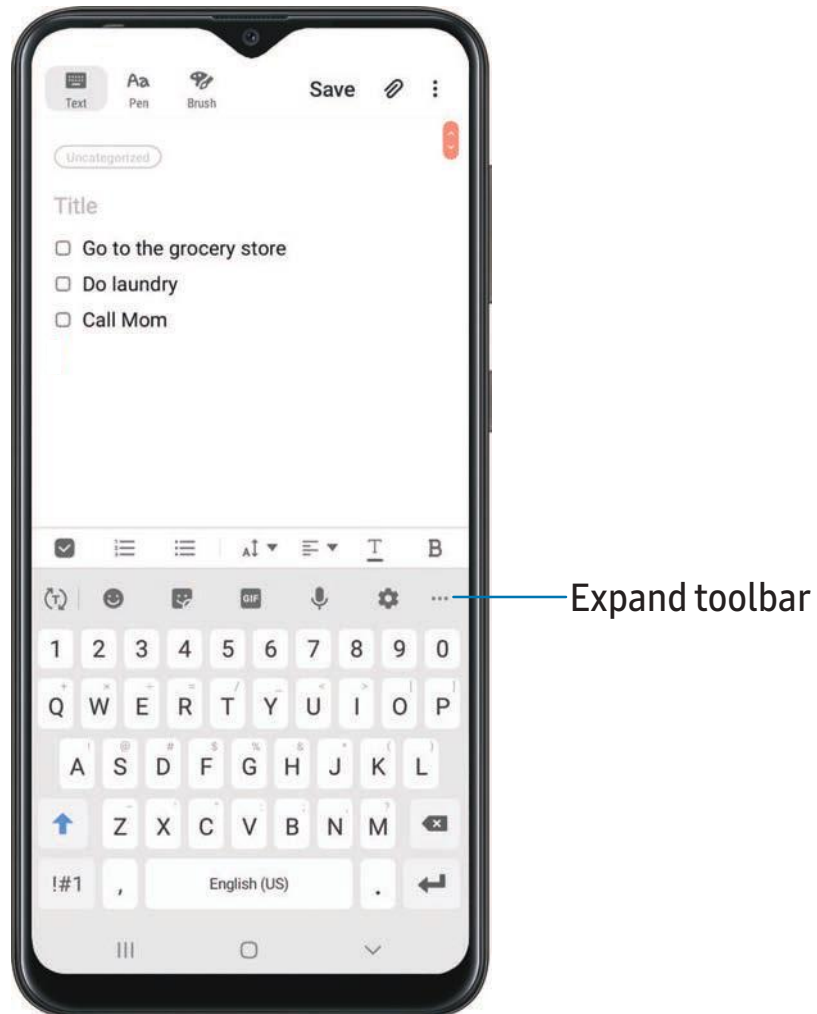 Text Aa Pen Brush Save
Uncategorized
Title
Go to the grocery store
Do laundry
Call Mom
A T B
T GIF
Expand toolbar
1 2 3 4 5 6 7 8 9 0
+ × ÷ = / _ < > [ ]
Q W E R T Y U I O P
! @ # $ % & * ( )
A S D F G H J K L
- ' " : ; , ?
Z X C V B N M
!#1 , English (US) .